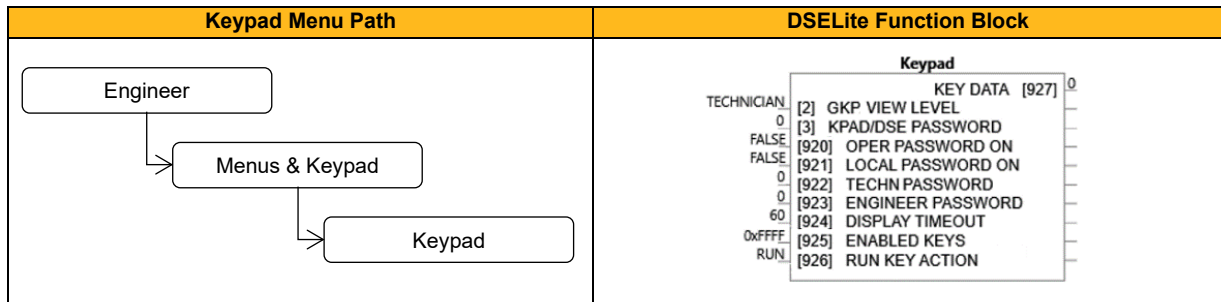 Keypad Menu Path
DSELite Function Block
Engineer
Menus & Keypad
Keypad
Keypad
KEY DATA [927] 0
TECHNICIAN [2] GKP VIEW LEVEL
0 [3] KPAD/DSE PASSWORD
FALSE [920] OPER PASSWORD ON
FALSE [921] LOCAL PASSWORD ON
0 [922] TECHN PASSWORD
0 [923] ENGINEER PASSWORD
60 [924] DISPLAY TIMEOUT
0xFFFF [925] ENABLED KEYS
RUN [926] RUN KEY ACTION